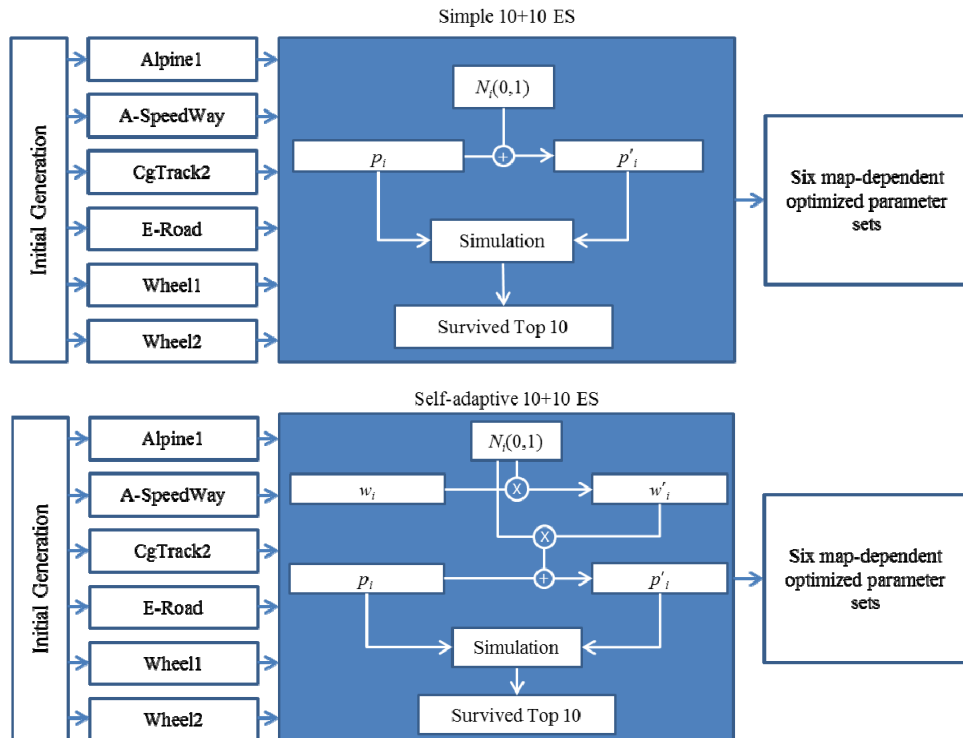 Simple 10+10 ES
Initial Generation
Alpine1
A-SpeedWay
CgTrack2
E-Road
Wheel1
Wheel2
Nᵢ(0,1)
pᵢ
+
p'ᵢ
Simulation
Survived Top 10
Six map-dependent
optimized parameter
sets
Self-adaptive 10+10 ES
Initial Generation
Alpine1
A-SpeedWay
CgTrack2
E-Road
Wheel1
Wheel2
Nᵢ(0,1)
wᵢ
X
w'ᵢ
X
pᵢ
+
p'ᵢ
Simulation
Survived Top 10
Six map-dependent
optimized parameter
sets